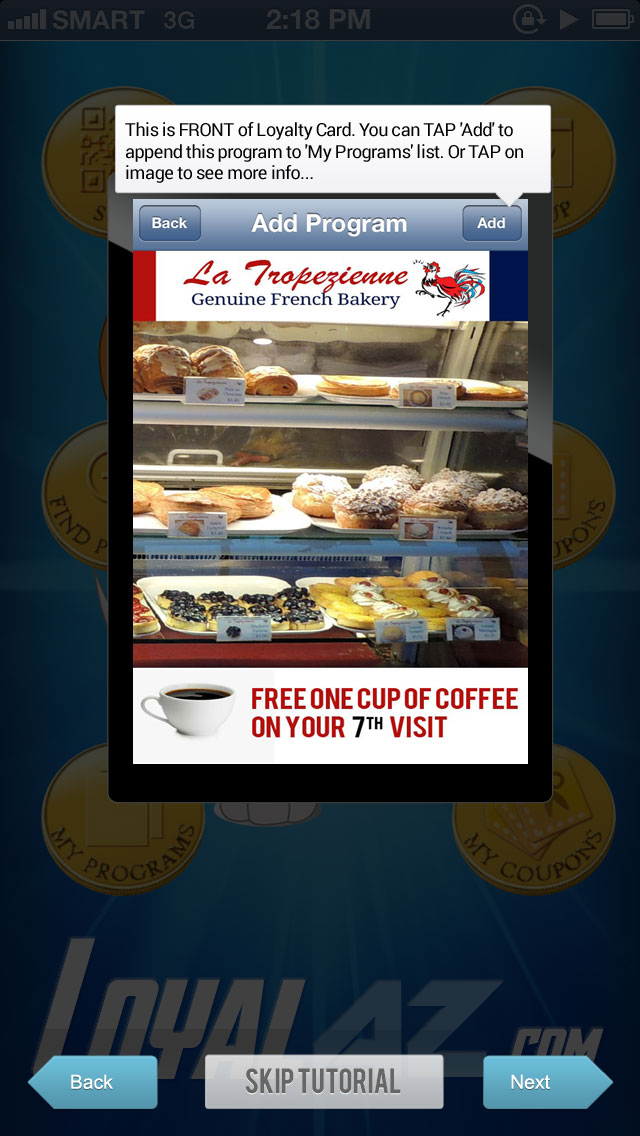 SMART 3G 2:18 PM
This is FRONT of Loyalty Card. You can TAP 'Add' to
append this program to 'My Programs' list. Or TAP on
image to see more info...
Back Add Program Add
La Tropezienne
Genuine French Bakery
FIND P
UPONS
FREE ONE CUP OF COFFEE
ON YOUR 7TH VISIT
MY PROGRAMS
MY COUPONS
LOYALAZ.COM
Back SKIP TUTORIAL Next